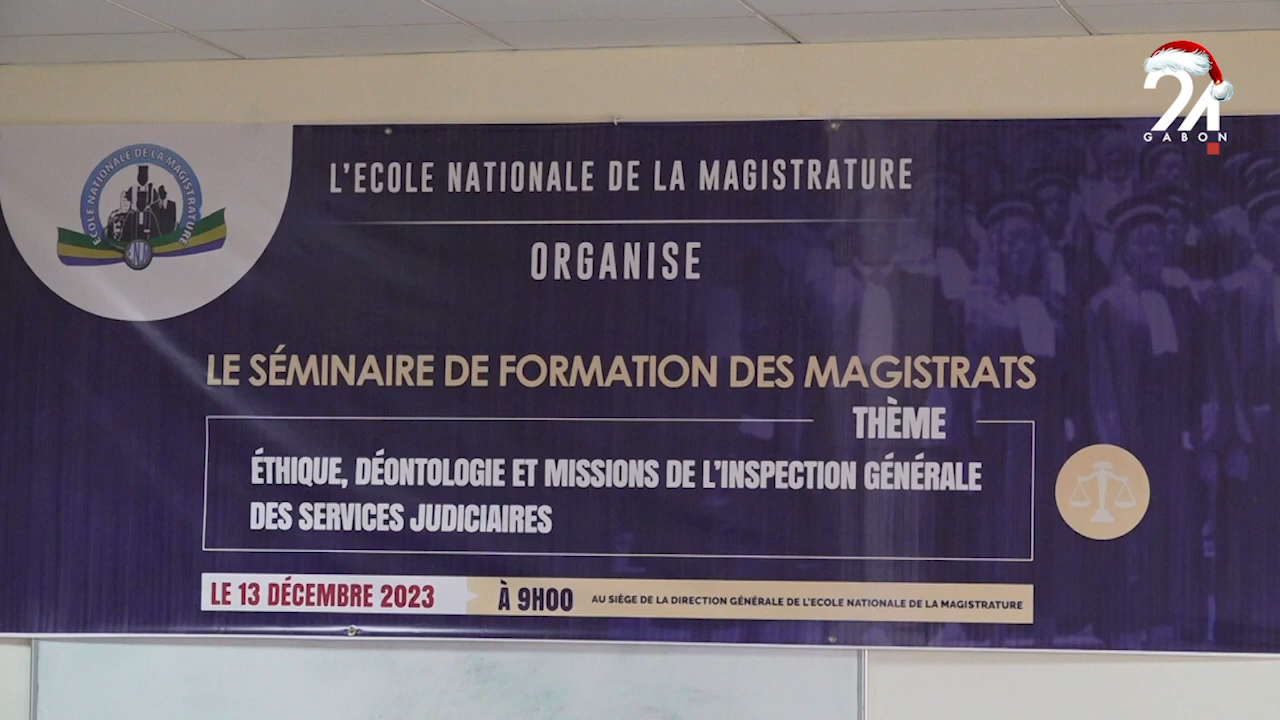 24
GABON
ECOLE NATIONALE DE LA MAGISTRATURE
L'ECOLE NATIONALE DE LA MAGISTRATURE
ORGANISE
LE SÉMINAIRE DE FORMATION DES MAGISTRATS
THÈME
ÉTHIQUE, DÉONTOLOGIE ET MISSIONS DE L'INSPECTION GÉNÉRALE
DES SERVICES JUDICIAIRES
LE 13 DÉCEMBRE 2023 À 9H00 AU SIÈGE DE LA DIRECTION GÉNÉRALE DE L'ECOLE NATIONALE DE LA MAGISTRATURE